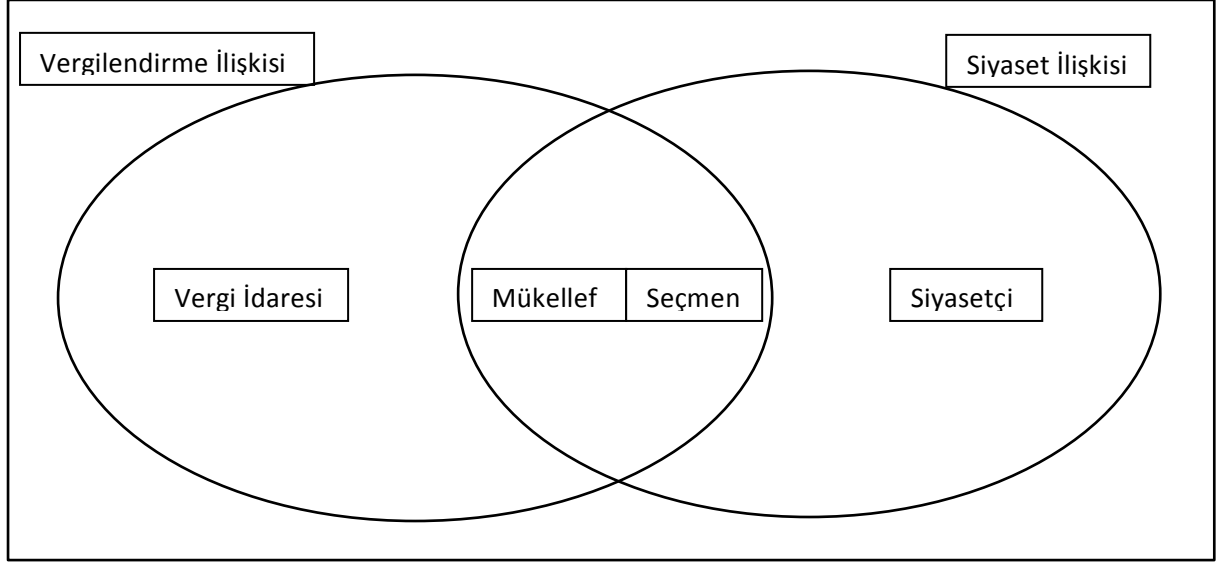 Vergilendirme İlişkisi
Siyaset İlişkisi
Vergi İdaresi
Mükellef
Seçmen
Siyasetçi